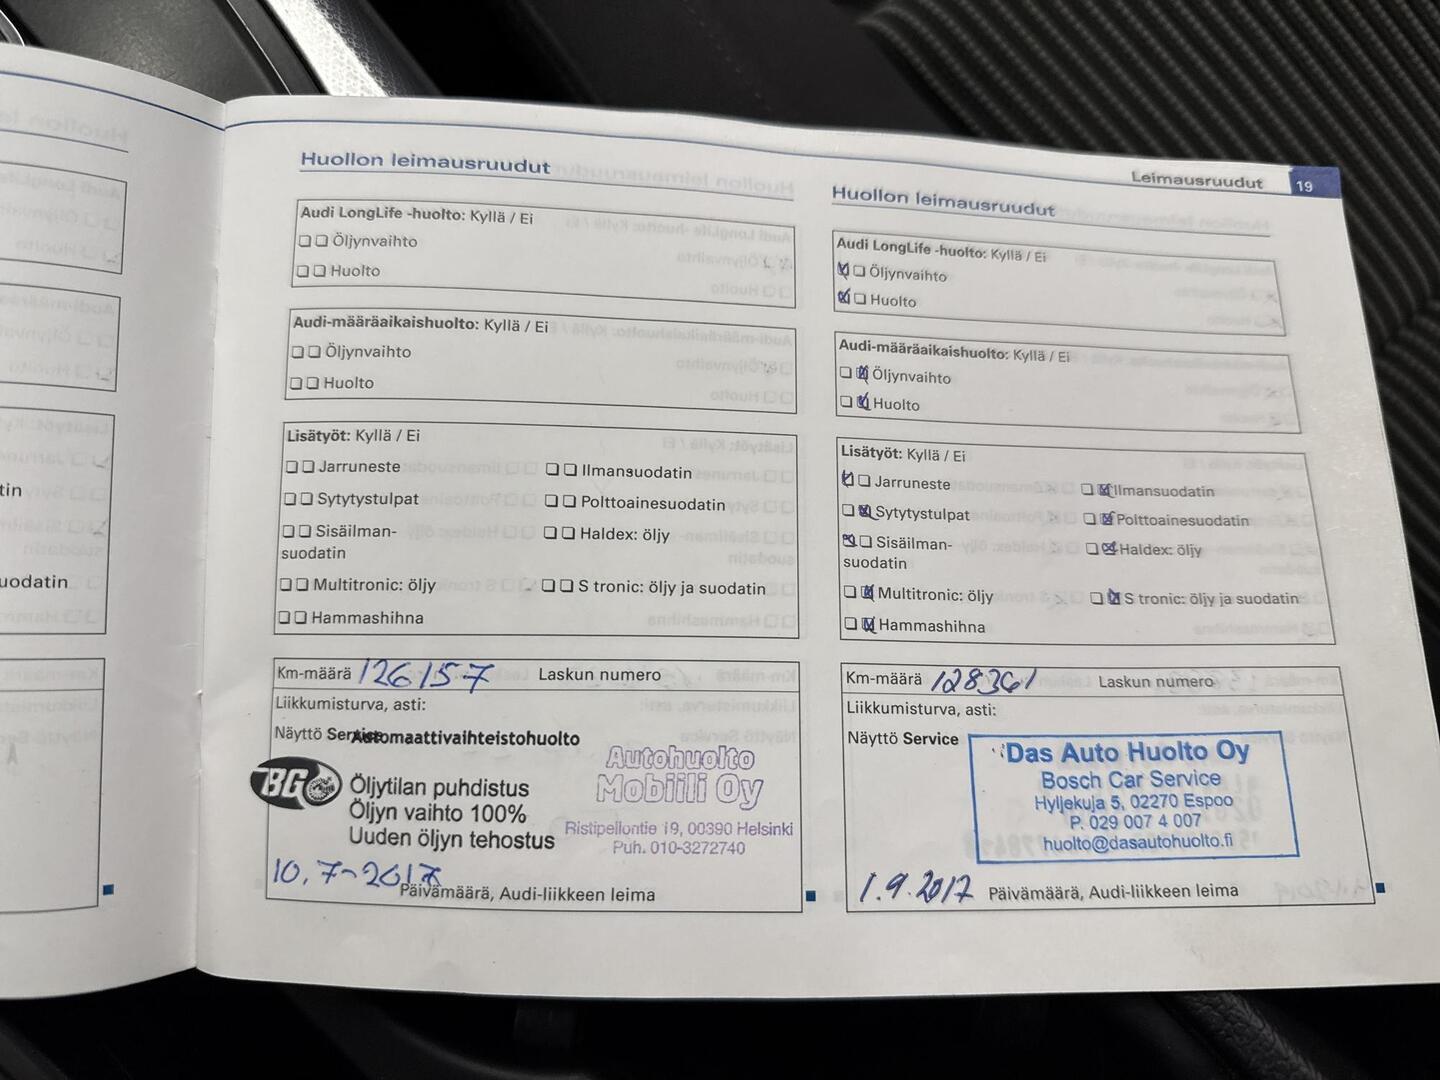 Leimausruudut 19
Huollon leimausruudut
Audi LongLife -huolto: Kyllä / Ei
Öljynvaihto
Huolto
Audi-määräaikaishuolto: Kyllä / Ei
Öljynvaihto
Huolto
Lisätyöt: Kyllä / Ei
Jarruneste Ilmansuodatin
Sytytystulpat Polttoainesuodatin
Sisäilman- Haldex: öljy
suodatin
Multitronic: öljy S tronic: öljy ja suodatin
Hammashihna
Km-määrä 126157 Laskun numero
Liikkumisturva, asti:
Näyttö Service
Automaattivaihteistohuolto
BG
Öljytilan puhdistus
Öljyn vaihto 100%
Uuden öljyn tehostus
Autohuolto
Mobiili Oy
Ristipellontie 19, 00390 Helsinki
Puh. 010-3272740
10.7-2017
Päivämäärä, Audi-liikkeen leima
Huollon leimausruudut
Audi LongLife -huolto: Kyllä / Ei
Öljynvaihto
Huolto
Audi-määräaikaishuolto: Kyllä / Ei
Öljynvaihto
Huolto
Lisätyöt: Kyllä / Ei
Jarruneste Ilmansuodatin
Sytytystulpat Polttoainesuodatin
Sisäilman- Haldex: öljy
suodatin
Multitronic: öljy S tronic: öljy ja suodatin
Hammashihna
Km-määrä 128361 Laskun numero
Liikkumisturva, asti:
Näyttö Service
Das Auto Huolto Oy
Bosch Car Service
Hyljekuja 5, 02270 Espoo
P. 029 007 4 007
huolto@dasautohuolto.fi
1.9.2017 Päivämäärä, Audi-liikkeen leima
tin
uodatin